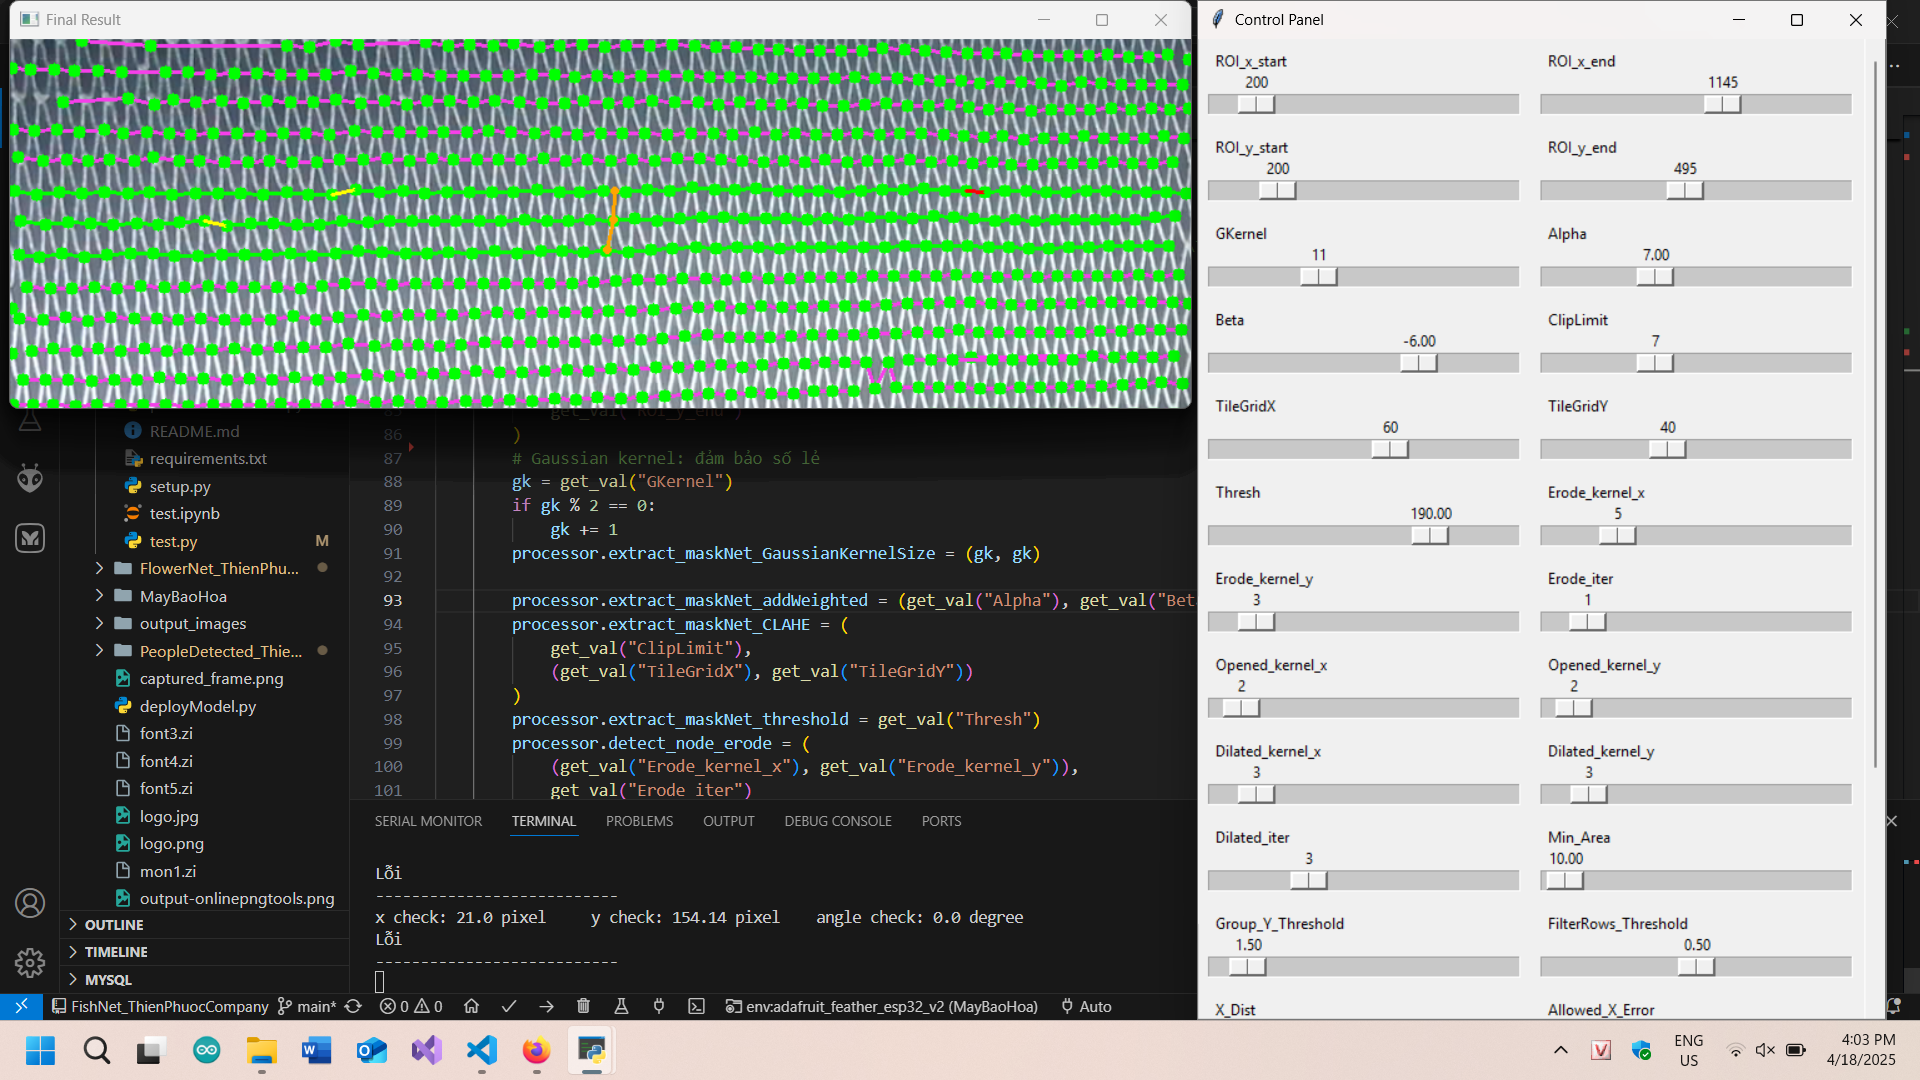 Final Result
Control Panel
ROI_x_start
200
ROI_x_end
1145
ROI_y_start
200
ROI_y_end
495
GKernel
11
Alpha
7.00
Beta
-6.00
ClipLimit
7
TileGridX
60
TileGridY
40
Thresh
190.00
Erode_kernel_x
5
Erode_kernel_y
3
Erode_iter
1
Opened_kernel_x
2
Opened_kernel_y
2
Dilated_kernel_x
3
Dilated_kernel_y
3
Dilated_iter
3
Min_Area
10.00
Group_Y_Threshold
1.50
FilterRows_Threshold
0.50
X_Dist
Allowed_X_Error
README.md
requirements.txt
setup.py
test.ipynb
test.py M
FlowerNet_ThienPhu...
MayBaoHoa
output_images
PeopleDetected_Thie...
captured_frame.png
deployModel.py
font3.zi
font4.zi
font5.zi
logo.jpg
logo.png
mon1.zi
output-onlinepngtools.png
OUTLINE
TIMELINE
MYSQL
get_val("ROI_y_end")
86 )
87 # Gaussian kernel: đảm bảo số lẻ
88 gk = get_val("GKernel")
89 if gk % 2 == 0:
90 gk += 1
91 processor.extract_maskNet_GaussianKernelSize = (gk, gk)
92
93 processor.extract_maskNet_addWeighted = (get_val("Alpha"), get_val("Bet
94 processor.extract_maskNet_CLAHE = (
95 get_val("ClipLimit"),
96 (get_val("TileGridX"), get_val("TileGridY"))
97 )
98 processor.extract_maskNet_threshold = get_val("Thresh")
99 processor.detect_node_erode = (
100 (get_val("Erode_kernel_x"), get_val("Erode_kernel_y")),
101 get_val("Erode_iter")
SERIAL MONITOR TERMINAL PROBLEMS OUTPUT DEBUG CONSOLE PORTS
Lỗi
--------------------------
x check: 21.0 pixel y check: 154.14 pixel angle check: 0.0 degree
Lỗi
--------------------------
FishNet_ThienPhuocCompany main* 0 0 env:adafruit_feather_esp32_v2 (MayBaoHoa) Auto
ENG
US
4:03 PM
4/18/2025